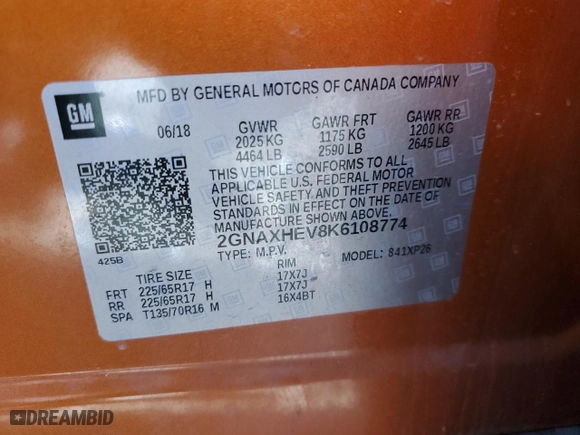 GM
MFD BY GENERAL MOTORS OF CANADA COMPANY
06/18 GVWR GAWR FRT GAWR RR
2025 KG 1175 KG 1200 KG
4464 LB 2590 LB 2645 LB
THIS VEHICLE CONFORMS TO ALL
APPLICABLE U.S. FEDERAL MOTOR
VEHICLE SAFETY AND THEFT PREVENTION
STANDARDS IN EFFECT ON THE DATE OF
MANUFACTURE SHOWN ABOVE.
2GNAXHEV8K6108774
425B TYPE: M.P.V. MODEL: 841XP26
TIRE SIZE RIM
FRT 225/65R17 H 17X7J
RR 225/65R17 H 17X7J
SPA T135/70R16 M 16X4BT
DREAMBID